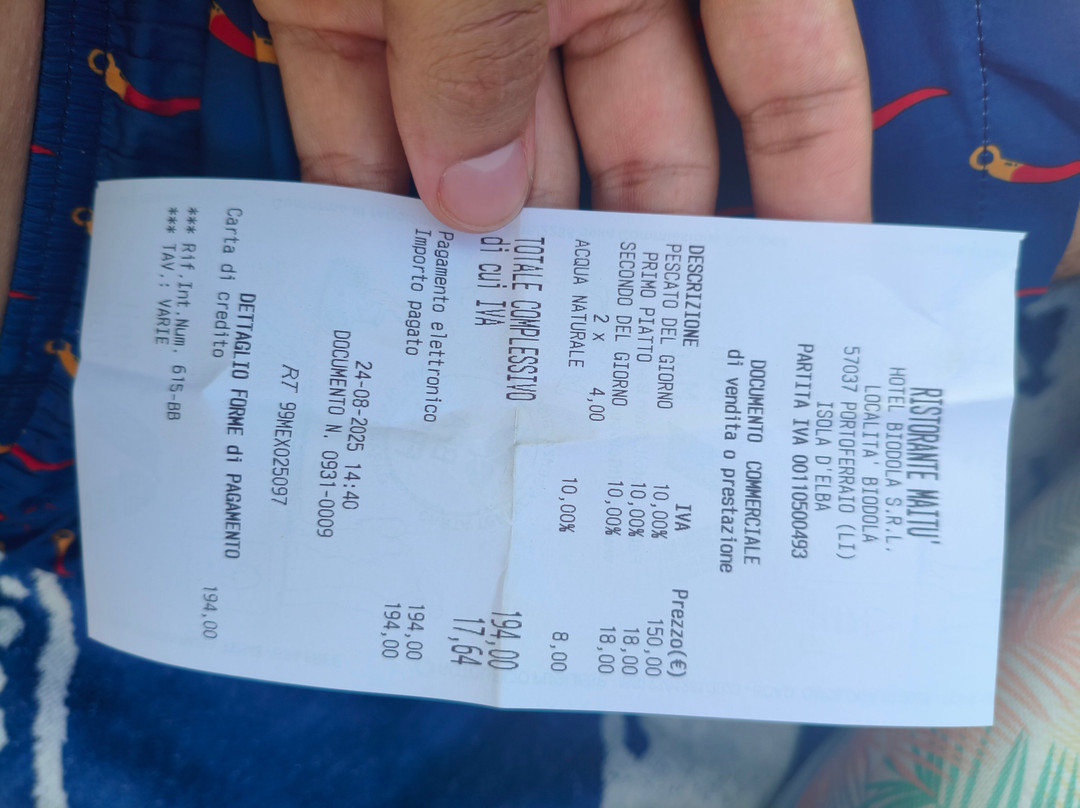 RISTORANTE MAITU'
HOTEL BIODOLA S.R.L.
LOCALITA' BIODOLA
57037 PORTOFERRAIO (LI)
ISOLA D'ELBA
PARTITA IVA 00110500493
DOCUMENTO COMMERCIALE
di vendita o prestazione
DESCRIZIONE IVA Prezzo(€)
PESCATO DEL GIORNO 10,00% 150,00
PRIMO PIATTO 10,00% 18,00
SECONDO DEL GIORNO 10,00% 18,00
2 x 4,00
ACQUA NATURALE 10,00% 8,00
TOTALE COMPLESSIVO 194,00
di cui IVA 17,64
Pagamento elettronico 194,00
Importo pagato 194,00
24-08-2025 14:40
DOCUMENTO N. 0931-0009
RT 99MEX025097
DETTAGLIO FORME di PAGAMENTO
Carta di credito 194,00
*** Rif.Int.Num. 615-BB
*** TAV.: VARIE